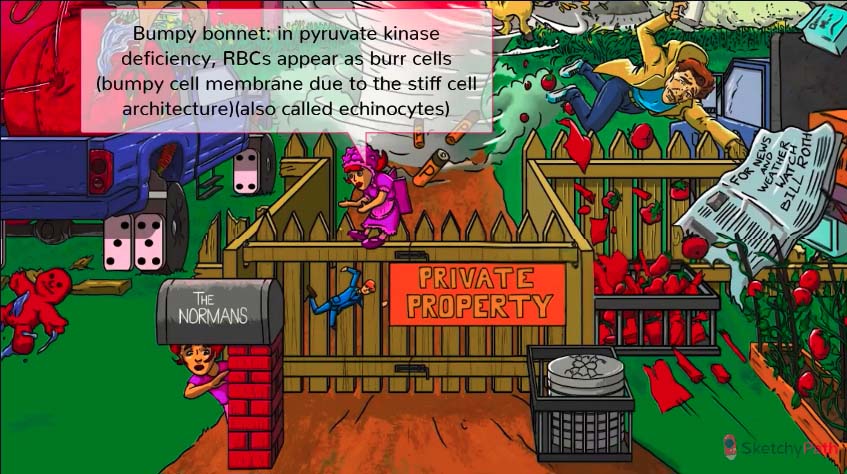 Bumpy bonnet: in pyruvate kinase
deficiency, RBCs appear as burr cells
(bumpy cell membrane due to the stiff cell
architecture)(also called echinocytes)
FOR NEWS
AND
WEATHER
WATCH
BILL ROTH
PRIVATE
PROPERTY
THE
NORMANS
SketchyPath